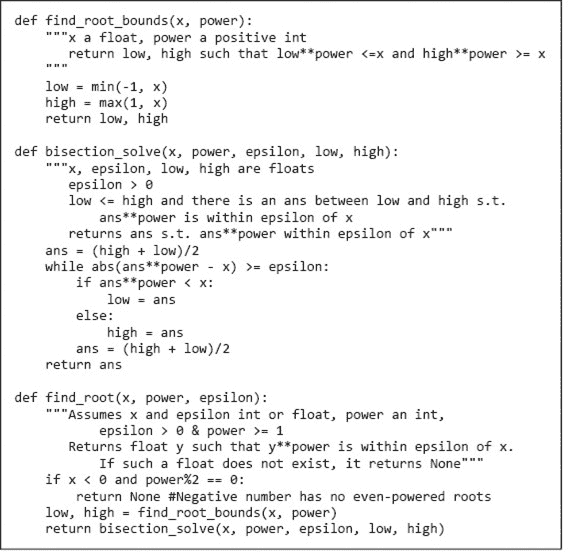 def find_root_bounds(x, power):
    """x a float, power a positive int
       return low, high such that low**power <=x and high**power >= x
    """
    low = min(-1, x)
    high = max(1, x)
    return low, high

def bisection_solve(x, power, epsilon, low, high):
    """x, epsilon, low, high are floats
       epsilon > 0
       low <= high and there is an ans between low and high s.t.
           ans**power is within epsilon of x
       returns ans s.t. ans**power within epsilon of x"""
    ans = (high + low)/2
    while abs(ans**power - x) >= epsilon:
        if ans**power < x:
            low = ans
        else:
            high = ans
        ans = (high + low)/2
    return ans

def find_root(x, power, epsilon):
    """Assumes x and epsilon int or float, power an int,
           epsilon > 0 & power >= 1
       Returns float y such that y**power is within epsilon of x.
           If such a float does not exist, it returns None"""
    if x < 0 and power%2 == 0:
        return None #Negative number has no even-powered roots
    low, high = find_root_bounds(x, power)
    return bisection_solve(x, power, epsilon, low, high)